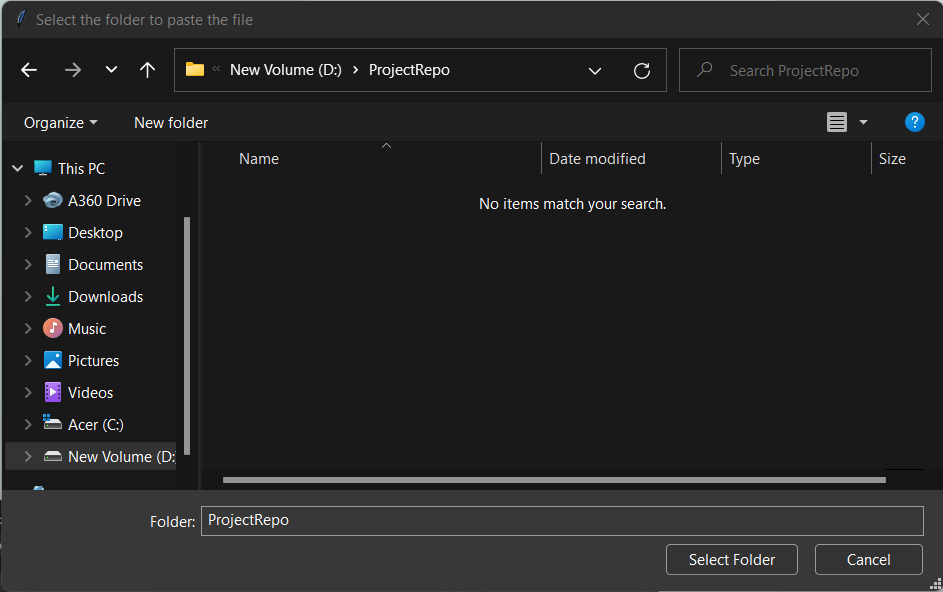 Select the folder to paste the file
« New Volume (D:) › ProjectRepo
Search ProjectRepo
Organize
New folder
?
Name
Date modified
Type
Size
No items match your search.
This PC
A360 Drive
Desktop
Documents
Downloads
Music
Pictures
Videos
Acer (C:)
New Volume (D:
Folder: ProjectRepo
Select Folder
Cancel